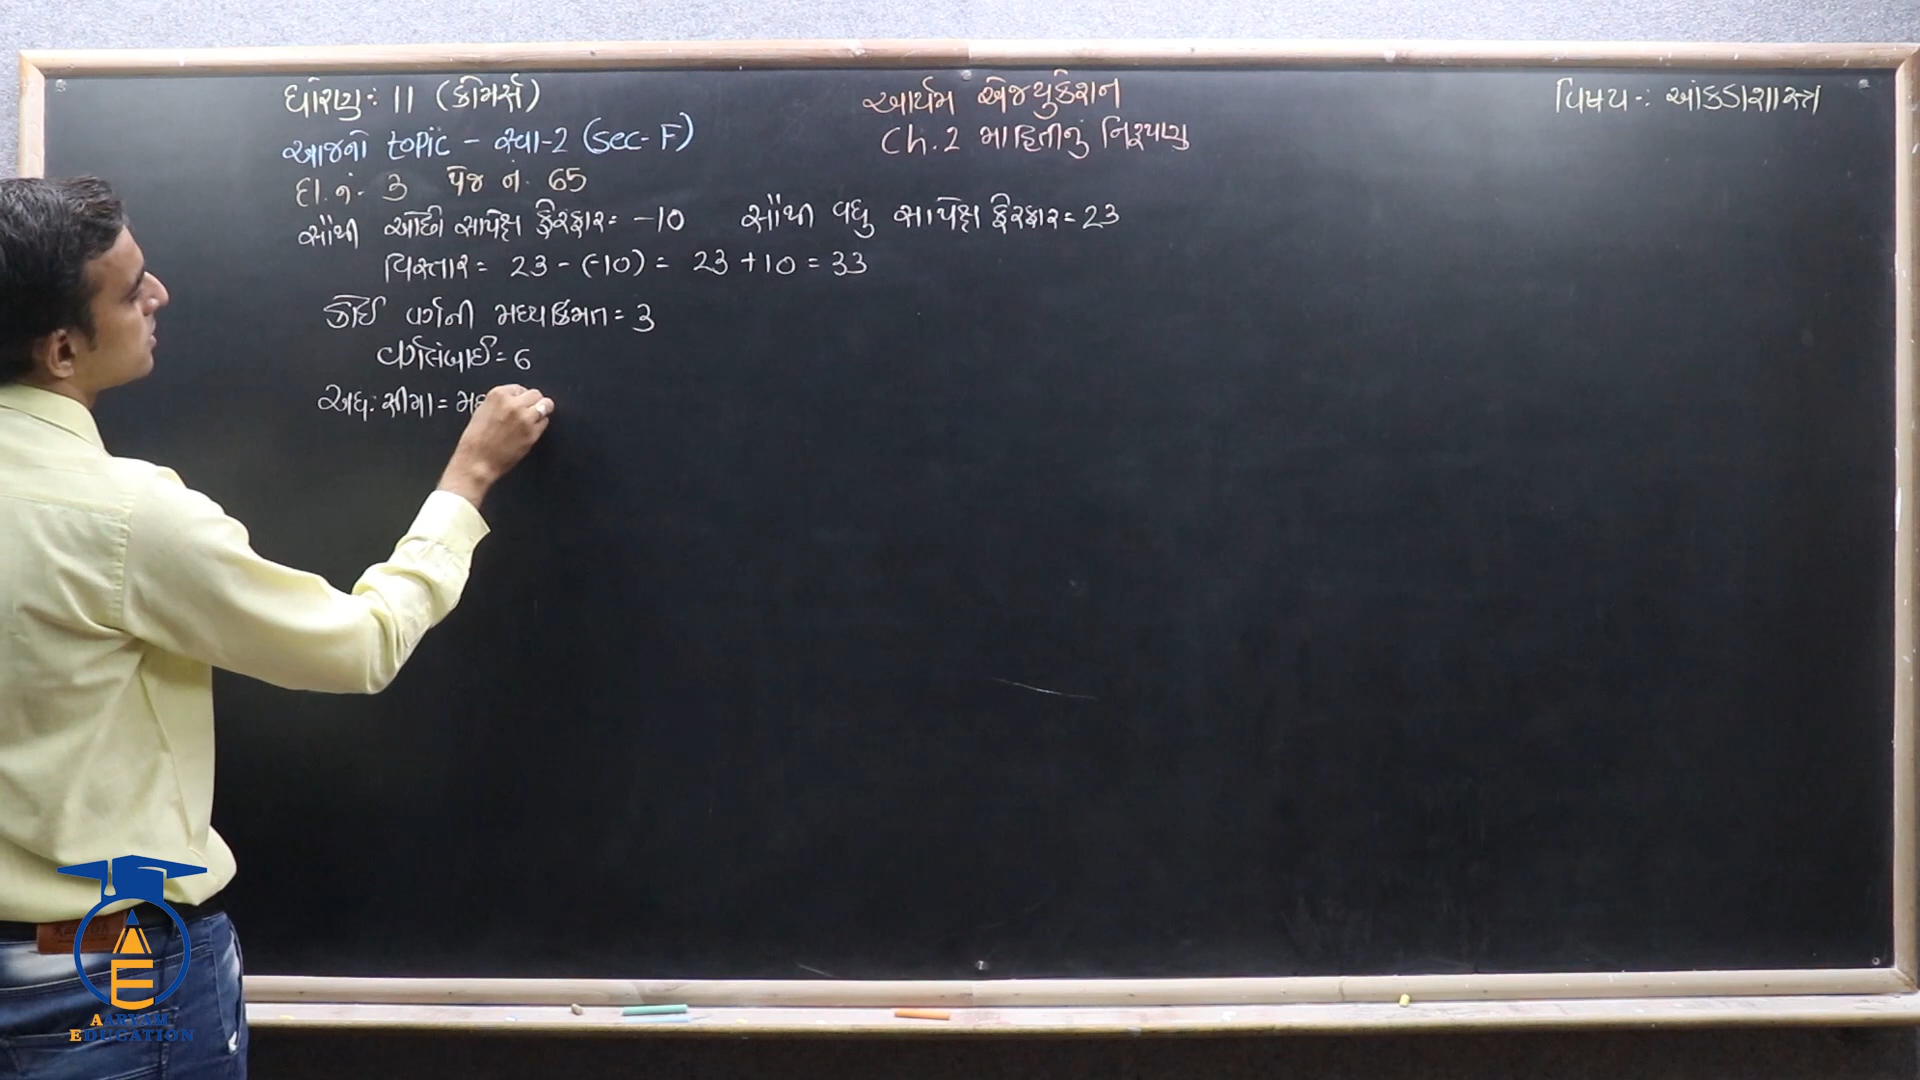 ધોરણ : 11 (કોમર્સ)
આર્યમ એજયુકેશન
વિષય -: આંકડાશાસ્ત્ર
આજનો topic - સ્વા-2 (Sec- F)
Ch. 2 માહિતીનું નિરૂપણ
દા. નં. 3 પેજ નં. 65
સૌથી ઓછો સાપેક્ષ ફેરફાર = -10 સૌથી વધુ સાપેક્ષ ફેરફાર = 23
વિસ્તાર = 23 - (-10) = 23 + 10 = 33
કોઈ વર્ગની મધ્યકિંમત = 3
વર્ગલંબાઈ = 6
અધ: સીમા =
AARYAM
EDUCATION